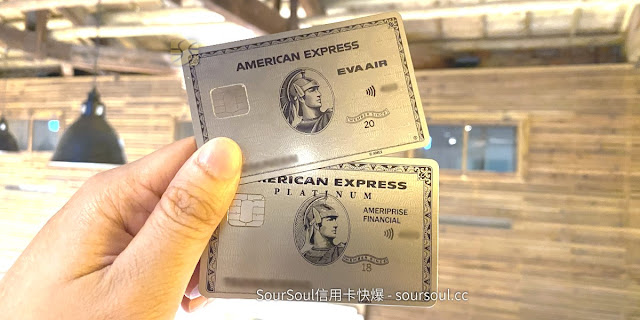 AMERICAN EXPRESS
EVA AIR
20
AMERICAN EXPRESS
PLATINUM
AMERIPRISE
FINANCIAL
18
SourSoul信用卡快爆 - soursoul.cc